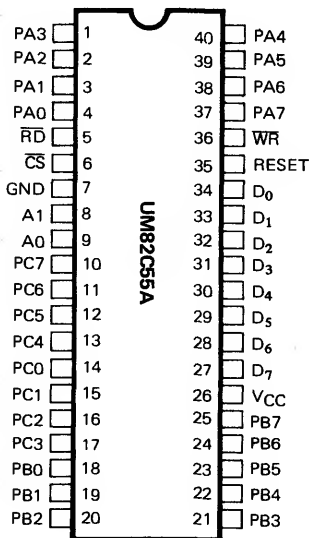 PA3 1 40 PA4
PA2 2 39 PA5
PA1 3 38 PA6
PA0 4 37 PA7
RD 5 36 WR
CS 6 35 RESET
GND 7 34 D0
A1 8 33 D1
A0 9 32 D2
PC7 10 31 D3
PC6 11 30 D4
PC5 12 29 D5
PC4 13 28 D6
PC0 14 27 D7
PC1 15 26 VCC
PC2 16 25 PB7
PC3 17 24 PB6
PB0 18 23 PB5
PB1 19 22 PB4
PB2 20 21 PB3
UM82C55A